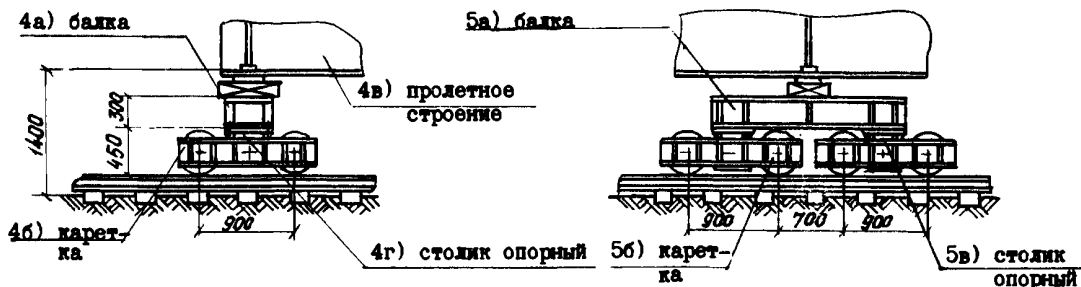 4а) балка
5а) балка
4в) пролетное
строение
1400
300
450
900
900
700
900
4б) карет-
ка
4г) столик опорный
5б) карет-
ка
5в) столик
опорный